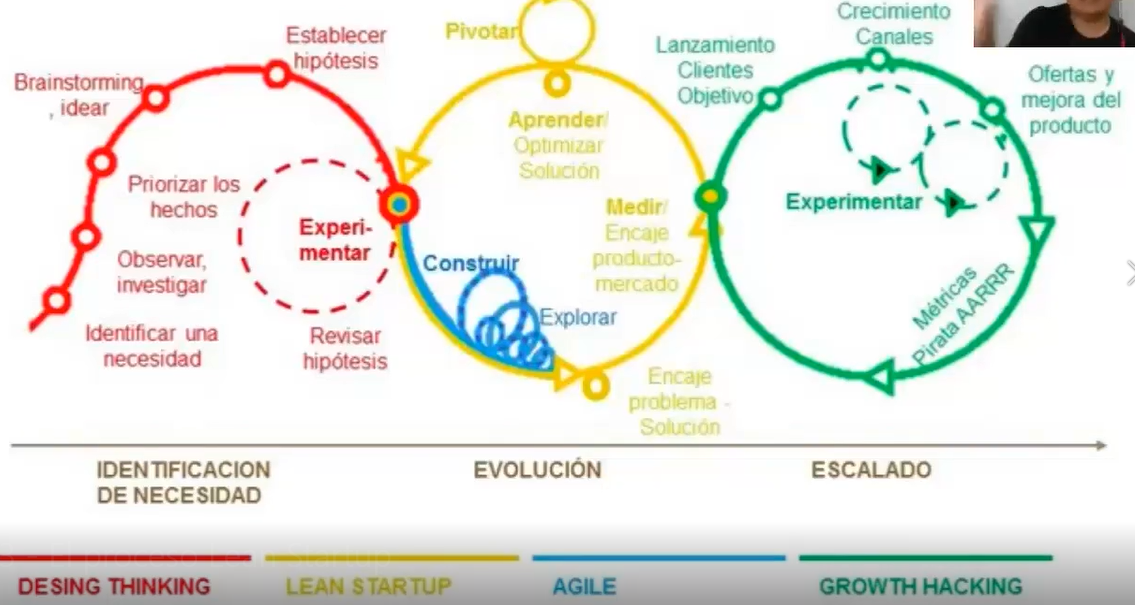 Establecer
hipótesis
Brainstorming
, idear
Priorizar los
hechos
Observar,
investigar
Identificar una
necesidad
Experi-
mentar
Revisar
hipótesis
Pivotar
Aprender/
Optimizar
Solución
Medir/
Encaje
producto-
mercado
Construir
Explorar
Encaje
problema -
Solución
Lanzamiento
Clientes
Objetivo
Crecimiento
Canales
Ofertas y
mejora del
producto
Experimentar
Métricas
Pirata AARRR
IDENTIFICACION
DE NECESIDAD
EVOLUCIÓN
ESCALADO
DESING THINKING
LEAN STARTUP
AGILE
GROWTH HACKING